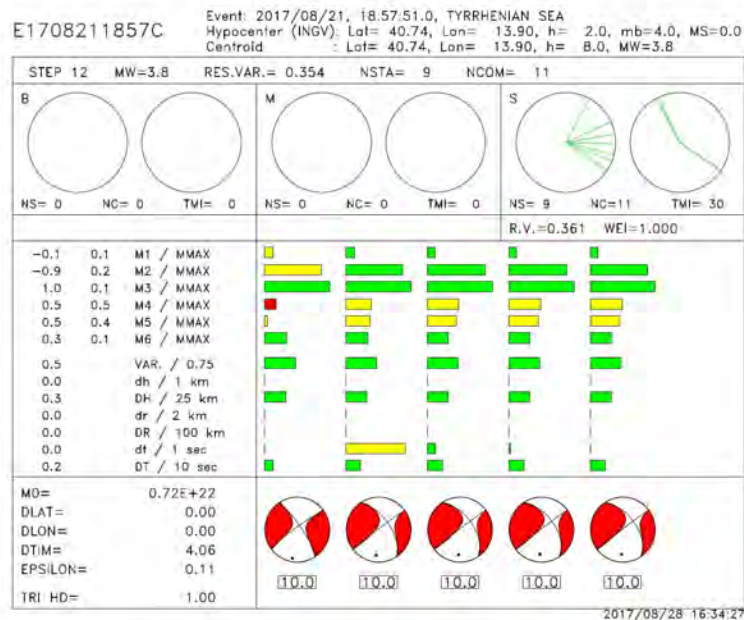 E1708211857C
Event: 2017/08/21, 18:57:51.0, TYRRHENIAN SEA
Hypocenter (INGV): Lat= 40.74, Lon= 13.90, h= 2.0, mb=4.0, MS=0.0
Centroid : Lat= 40.74, Lon= 13.90, h= 8.0, MW=3.8
STEP 12 MW=3.8 RES.VAR.= 0.354 NSTA= 9 NCOM= 11
B M S
NS= 0 NC= 0 TMI= 0 NS= 0 NC= 0 TMI= 0 NS= 9 NC=11 TMI= 30
R.V.=0.361 WEI=1.000
-0.1 0.1 M1 / MMAX
-0.9 0.2 M2 / MMAX
1.0 0.1 M3 / MMAX
0.5 0.5 M4 / MMAX
0.5 0.4 M5 / MMAX
0.3 0.1 M6 / MMAX
0.5 VAR. / 0.75
0.0 dh / 1 km
0.3 DH / 25 km
0.0 dr / 2 km
0.0 DR / 100 km
0.0 dt / 1 sec
0.2 DT / 10 sec
MO= 0.72E+22
DLAT= 0.00
DLON= 0.00
DTIM= 4.06
EPSILON= 0.11
TRI HD= 1.00
10.0 10.0 10.0 10.0 10.0
2017/08/28 16:34:27